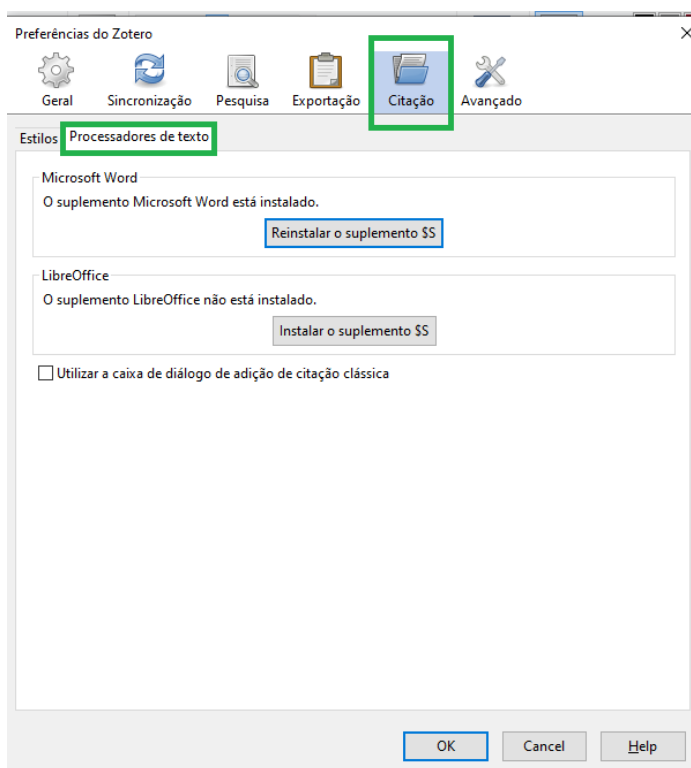 Preferências do Zotero
Geral Sincronização Pesquisa Exportação Citação Avançado
Estilos Processadores de texto
Microsoft Word
O suplemento Microsoft Word está instalado.
Reinstalar o suplemento $S
LibreOffice
O suplemento LibreOffice não está instalado.
Instalar o suplemento $S
Utilizar a caixa de diálogo de adição de citação clássica
OK Cancel Help